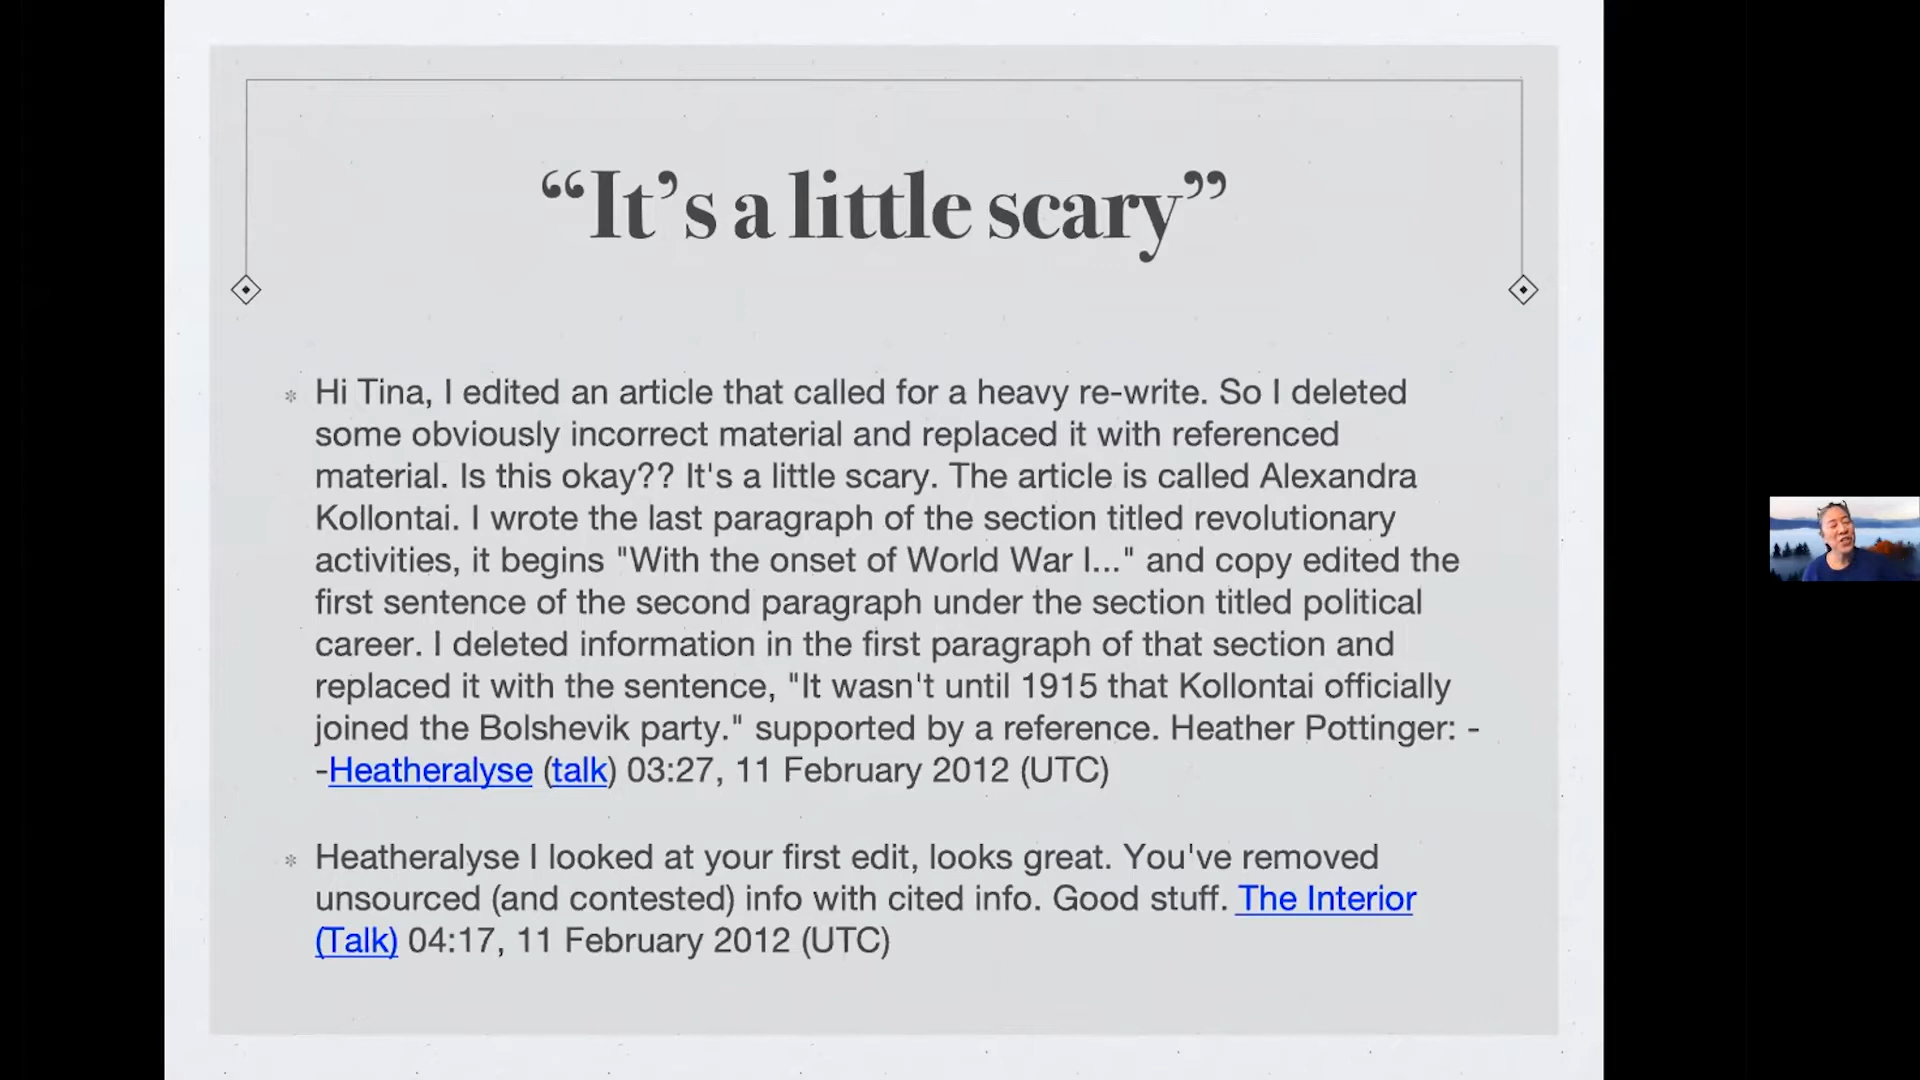 “It’s a little scary”
Hi Tina, I edited an article that called for a heavy re-write. So I deleted
some obviously incorrect material and replaced it with referenced
material. Is this okay?? It's a little scary. The article is called Alexandra
Kollontai. I wrote the last paragraph of the section titled revolutionary
activities, it begins "With the onset of World War I..." and copy edited the
first sentence of the second paragraph under the section titled political
career. I deleted information in the first paragraph of that section and
replaced it with the sentence, "It wasn't until 1915 that Kollontai officially
joined the Bolshevik party." supported by a reference. Heather Pottinger: -
-Heatheralyse (talk) 03:27, 11 February 2012 (UTC)
Heatheralyse I looked at your first edit, looks great. You've removed
unsourced (and contested) info with cited info. Good stuff. The Interior
(Talk) 04:17, 11 February 2012 (UTC)